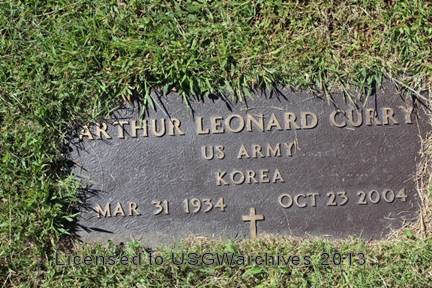 ARTHUR LEONARD CURRY
US ARMY
KOREA
MAR 31 1934 OCT 23 2004
Licensed to USGWarchives 2013